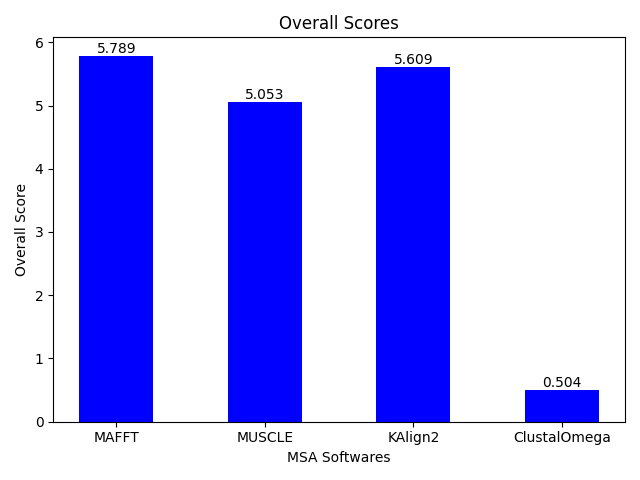 Overall Scores
6
5
4
3
2
1
0
Overall Score
5.789
5.053
5.609
0.504
MAFFT
MUSCLE
KAlign2
ClustalOmega
MSA Softwares